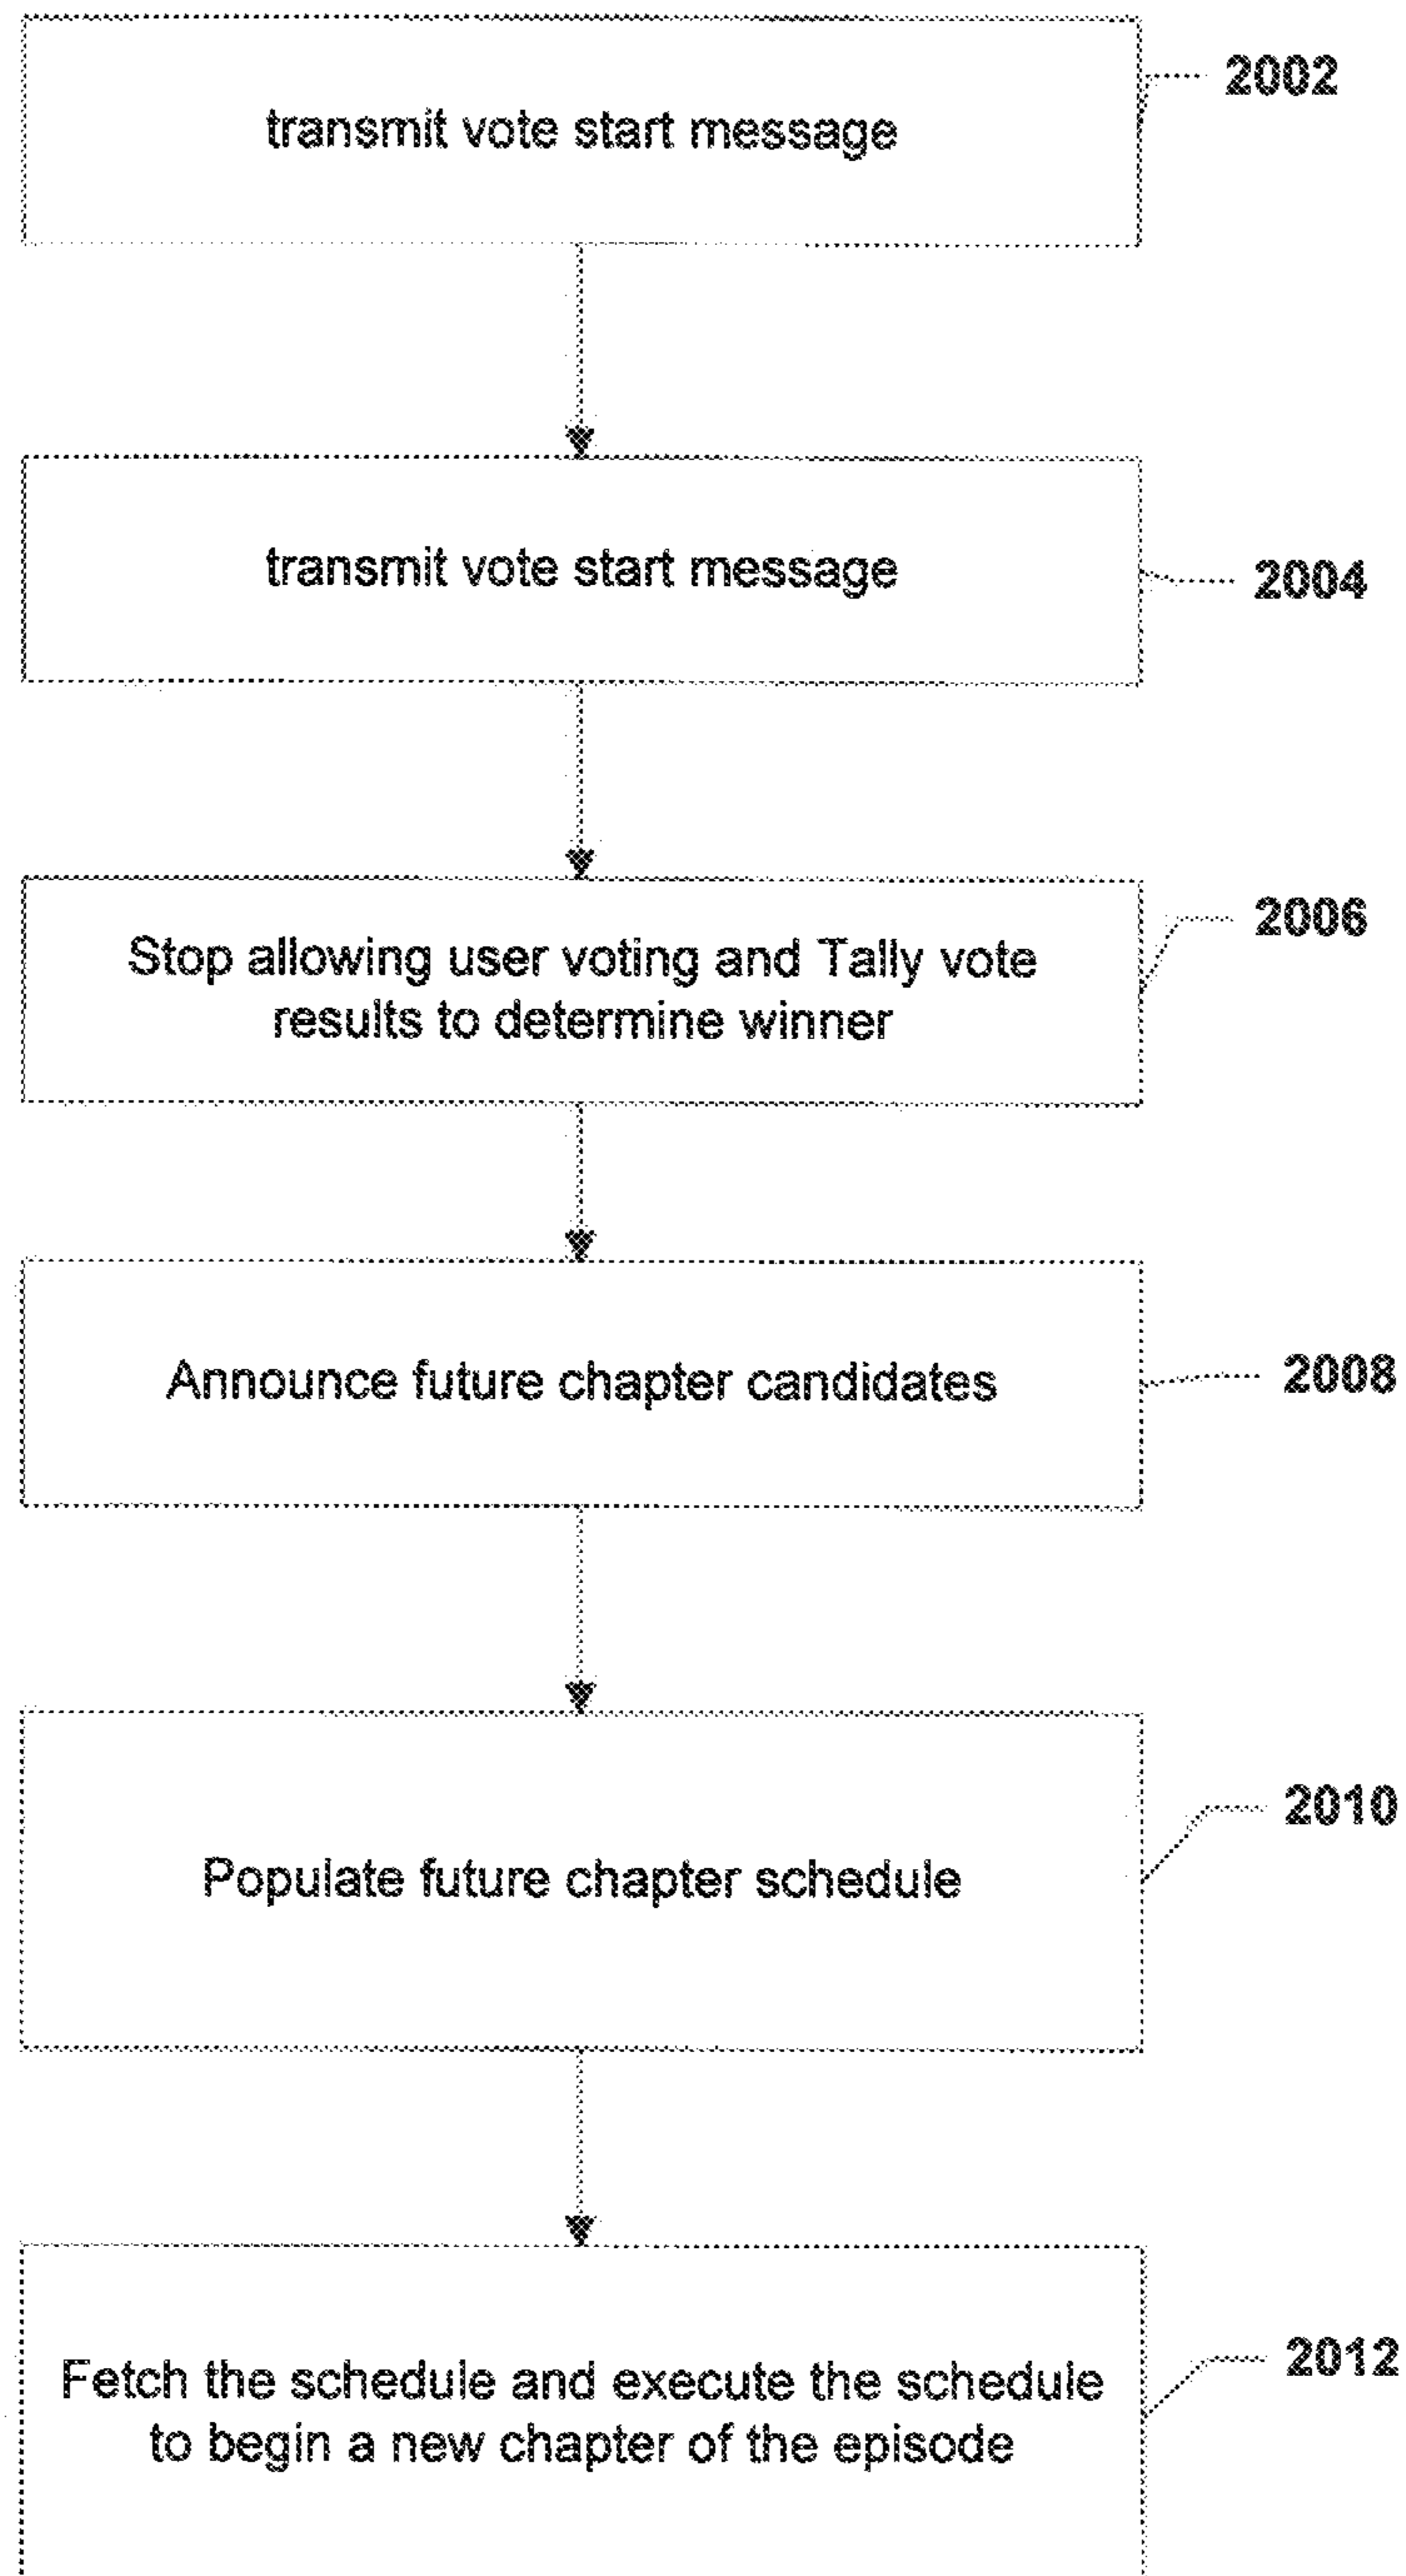 transmit vote start message
2002
transmit vote start message
2004
Stop allowing user voting and Tally vote
results to determine winner
2006
Announce future chapter candidates
2008
Populate future chapter schedule
2010
Fetch the schedule and execute the schedule
to begin a new chapter of the episode
2012